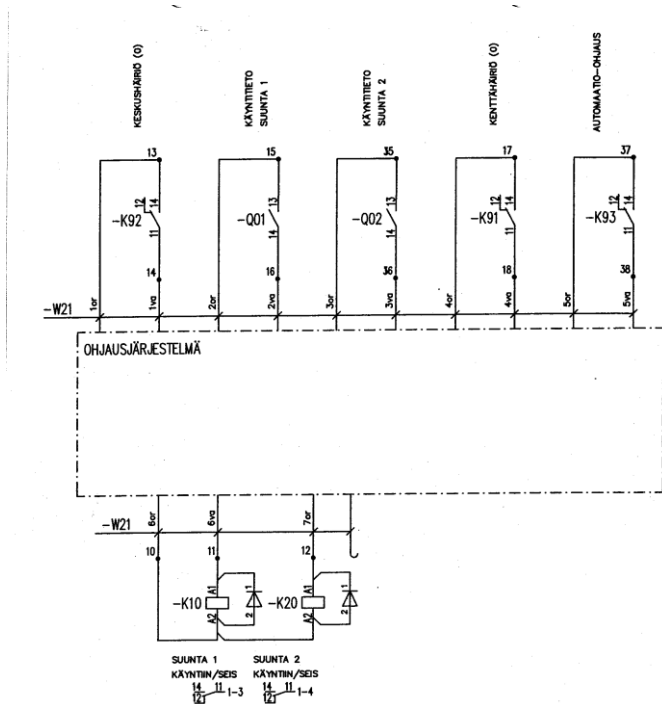 KESKUSHÄIRIÖ (0)
KÄYNTITIETO
SUUNTA 1
KÄYNTITIETO
SUUNTA 2
KENTTÄHÄIRIÖ (0)
AUTOMAATIO-OHJAUS
13
15
35
17
37
12 14
-K92
11
13
-Q01
14
13
-Q02
14
12 14
-K91
11
12 14
-K93
11
14
16
36
18
38
-W21
1or
1va
2or
2va
3or
3va
4or
4va
5or
5va
OHJAUSJÄRJESTELMÄ
-W21
6or
6va
7or
10
11
12
-K10
A1
A2
1
2
-K20
A1
A2
1
2
SUUNTA 1
KÄYNTIIN/SEIS
14 11
12
1-3
SUUNTA 2
KÄYNTIIN/SEIS
14 11
12
1-4